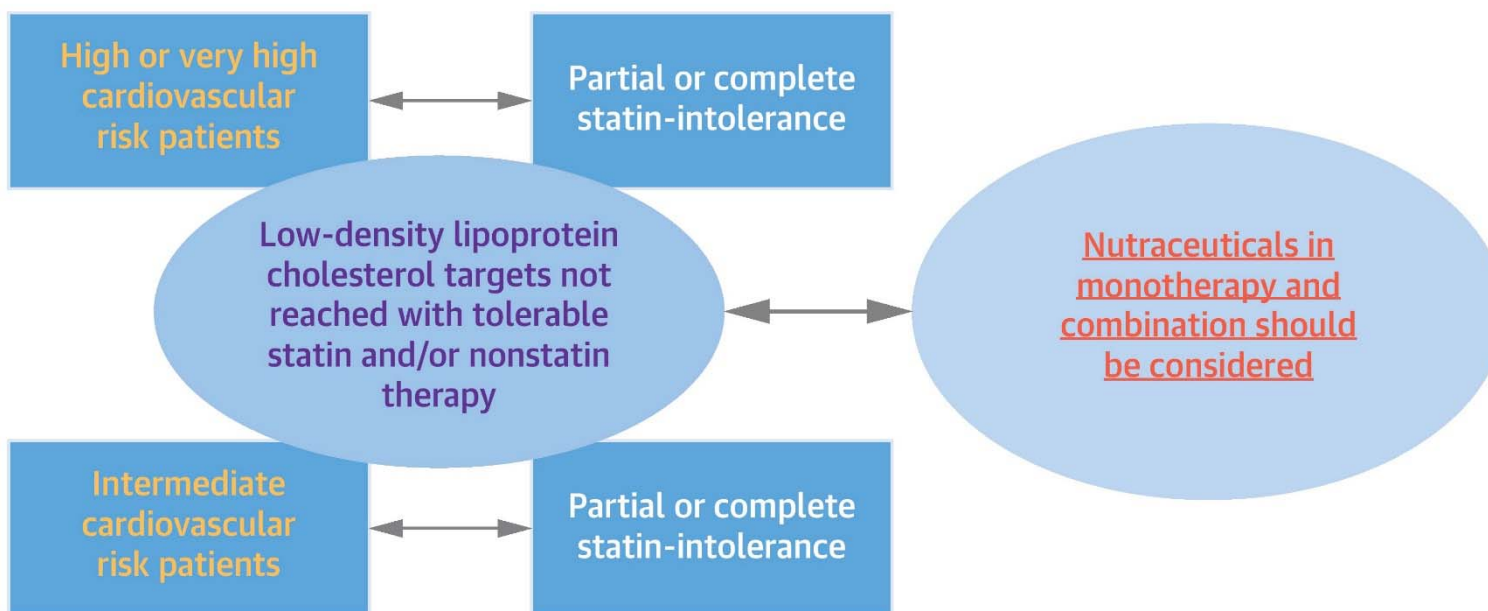 High or very high
cardiovascular
risk patients
Partial or complete
statin-intolerance
Low-density lipoprotein
cholesterol targets not
reached with tolerable
statin and/or nonstatin
therapy
Nutraceuticals in
monotherapy and
combination should
be considered
Intermediate
cardiovascular
risk patients
Partial or complete
statin-intolerance